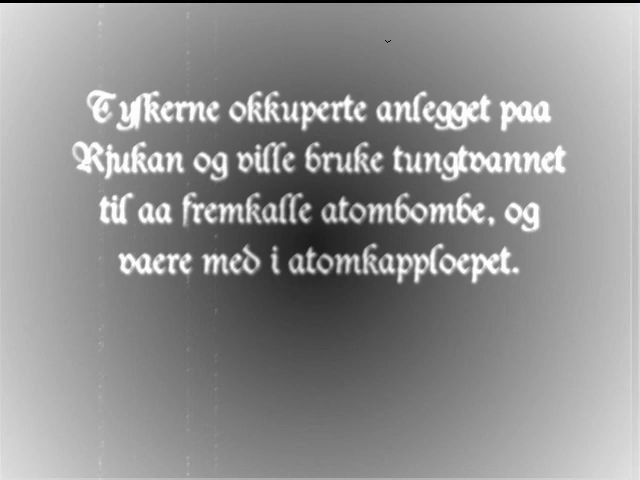 Tyskerne okkuperte anlegget paa
Rjukan og ville bruke tungtvannet
til aa fremkalle atombombe, og
vaere med i atomkapploepet.